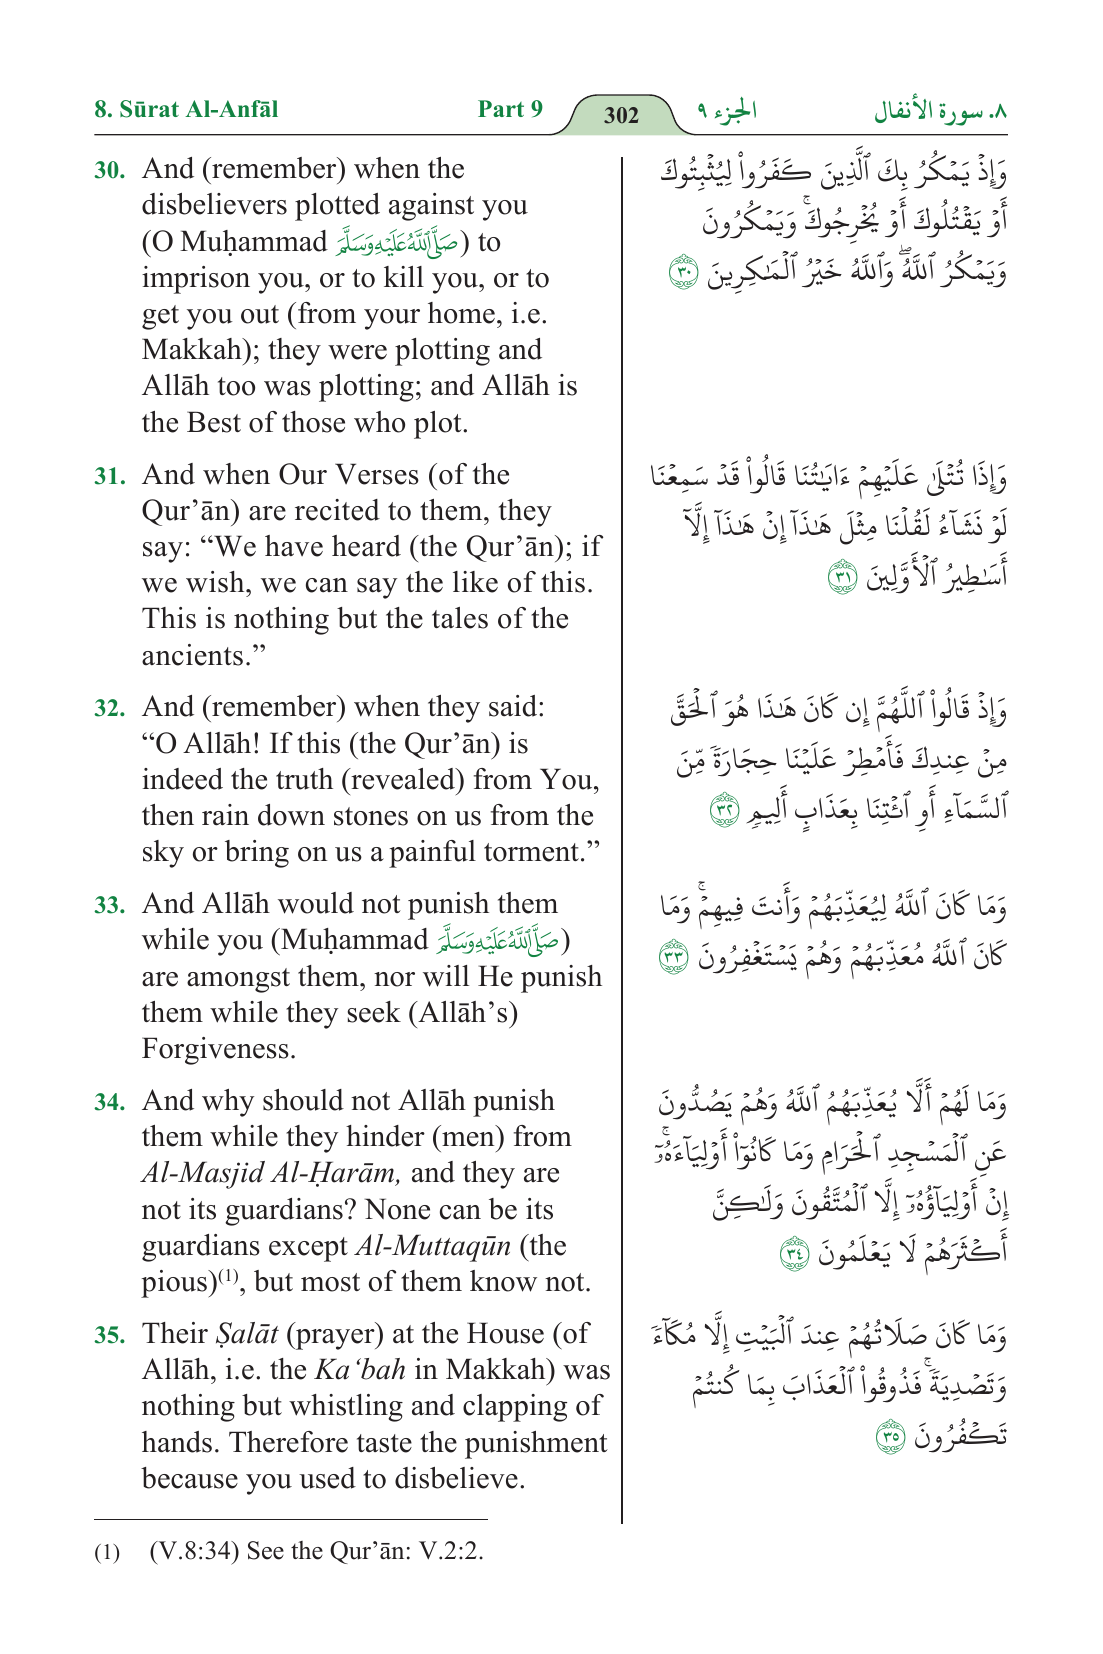 8. Sūrat Al-Anfāl Part 9 302 الجزء ٩ ٨. سورة الأنفال
30. And (remember) when the
disbelievers plotted against you
(O Muḥammad صَلَّى اللَّهُ عَلَيْهِ وَسَلَّمَ) to
imprison you, or to kill you, or to
get you out (from your home, i.e.
Makkah); they were plotting and
Allāh too was plotting; and Allāh is
the Best of those who plot.
31. And when Our Verses (of the
Qur’ān) are recited to them, they
say: “We have heard (the Qur’ān); if
we wish, we can say the like of this.
This is nothing but the tales of the
ancients.”
32. And (remember) when they said:
“O Allāh! If this (the Qur’ān) is
indeed the truth (revealed) from You,
then rain down stones on us from the
sky or bring on us a painful torment.”
33. And Allāh would not punish them
while you (Muḥammad صَلَّى اللَّهُ عَلَيْهِ وَسَلَّمَ)
are amongst them, nor will He punish
them while they seek (Allāh’s)
Forgiveness.
34. And why should not Allāh punish
them while they hinder (men) from
Al-Masjid Al-Ḥarām, and they are
not its guardians? None can be its
guardians except Al-Muttaqūn (the
pious)(1), but most of them know not.
35. Their Ṣalāt (prayer) at the House (of
Allāh, i.e. the Ka‘bah in Makkah) was
nothing but whistling and clapping of
hands. Therefore taste the punishment
because you used to disbelieve.
وَإِذۡ يَمۡكُرُ بِكَ ٱلَّذِينَ كَفَرُواْ لِيُثۡبِتُوكَ
أَوۡ يَقۡتُلُوكَ أَوۡ يُخۡرِجُوكَۚ وَيَمۡكُرُونَ
وَيَمۡكُرُ ٱللَّهُۖ وَٱللَّهُ خَيۡرُ ٱلۡمَٰكِرِينَ ٣٠
وَإِذَا تُتۡلَىٰ عَلَيۡهِمۡ ءَايَٰتُنَا قَالُواْ قَدۡ سَمِعۡنَا
لَوۡ نَشَآءُ لَقُلۡنَا مِثۡلَ هَٰذَآ إِنۡ هَٰذَآ إِلَّآ
أَسَٰطِيرُ ٱلۡأَوَّلِينَ ٣١
وَإِذۡ قَالُواْ ٱللَّهُمَّ إِن كَانَ هَٰذَا هُوَ ٱلۡحَقَّ
مِنۡ عِندِكَ فَأَمۡطِرۡ عَلَيۡنَا حِجَارَةٗ مِّنَ
ٱلسَّمَآءِ أَوِ ٱئۡتِنَا بِعَذَابٍ أَلِيمٖ ٣٢
وَمَا كَانَ ٱللَّهُ لِيُعَذِّبَهُمۡ وَأَنتَ فِيهِمۡۚ وَمَا
كَانَ ٱللَّهُ مُعَذِّبَهُمۡ وَهُمۡ يَسۡتَغۡفِرُونَ ٣٣
وَمَا لَهُمۡ أَلَّا يُعَذِّبَهُمُ ٱللَّهُ وَهُمۡ يَصُدُّونَ
عَنِ ٱلۡمَسۡجِدِ ٱلۡحَرَامِ وَمَا كَانُوٓاْ أَوۡلِيَآءَهُۥٓۚ
إِنۡ أَوۡلِيَآؤُهُۥٓ إِلَّا ٱلۡمُتَّقُونَ وَلَٰكِنَّ
أَكۡثَرَهُمۡ لَا يَعۡلَمُونَ ٣٤
وَمَا كَانَ صَلَاتُهُمۡ عِندَ ٱلۡبَيۡتِ إِلَّا مُكَآءٗ
وَتَصۡدِيَةٗۚ فَذُوقُواْ ٱلۡعَذَابَ بِمَا كُنتُمۡ
تَكۡفُرُونَ ٣٥
(1) (V.8:34) See the Qur’ān: V.2:2.